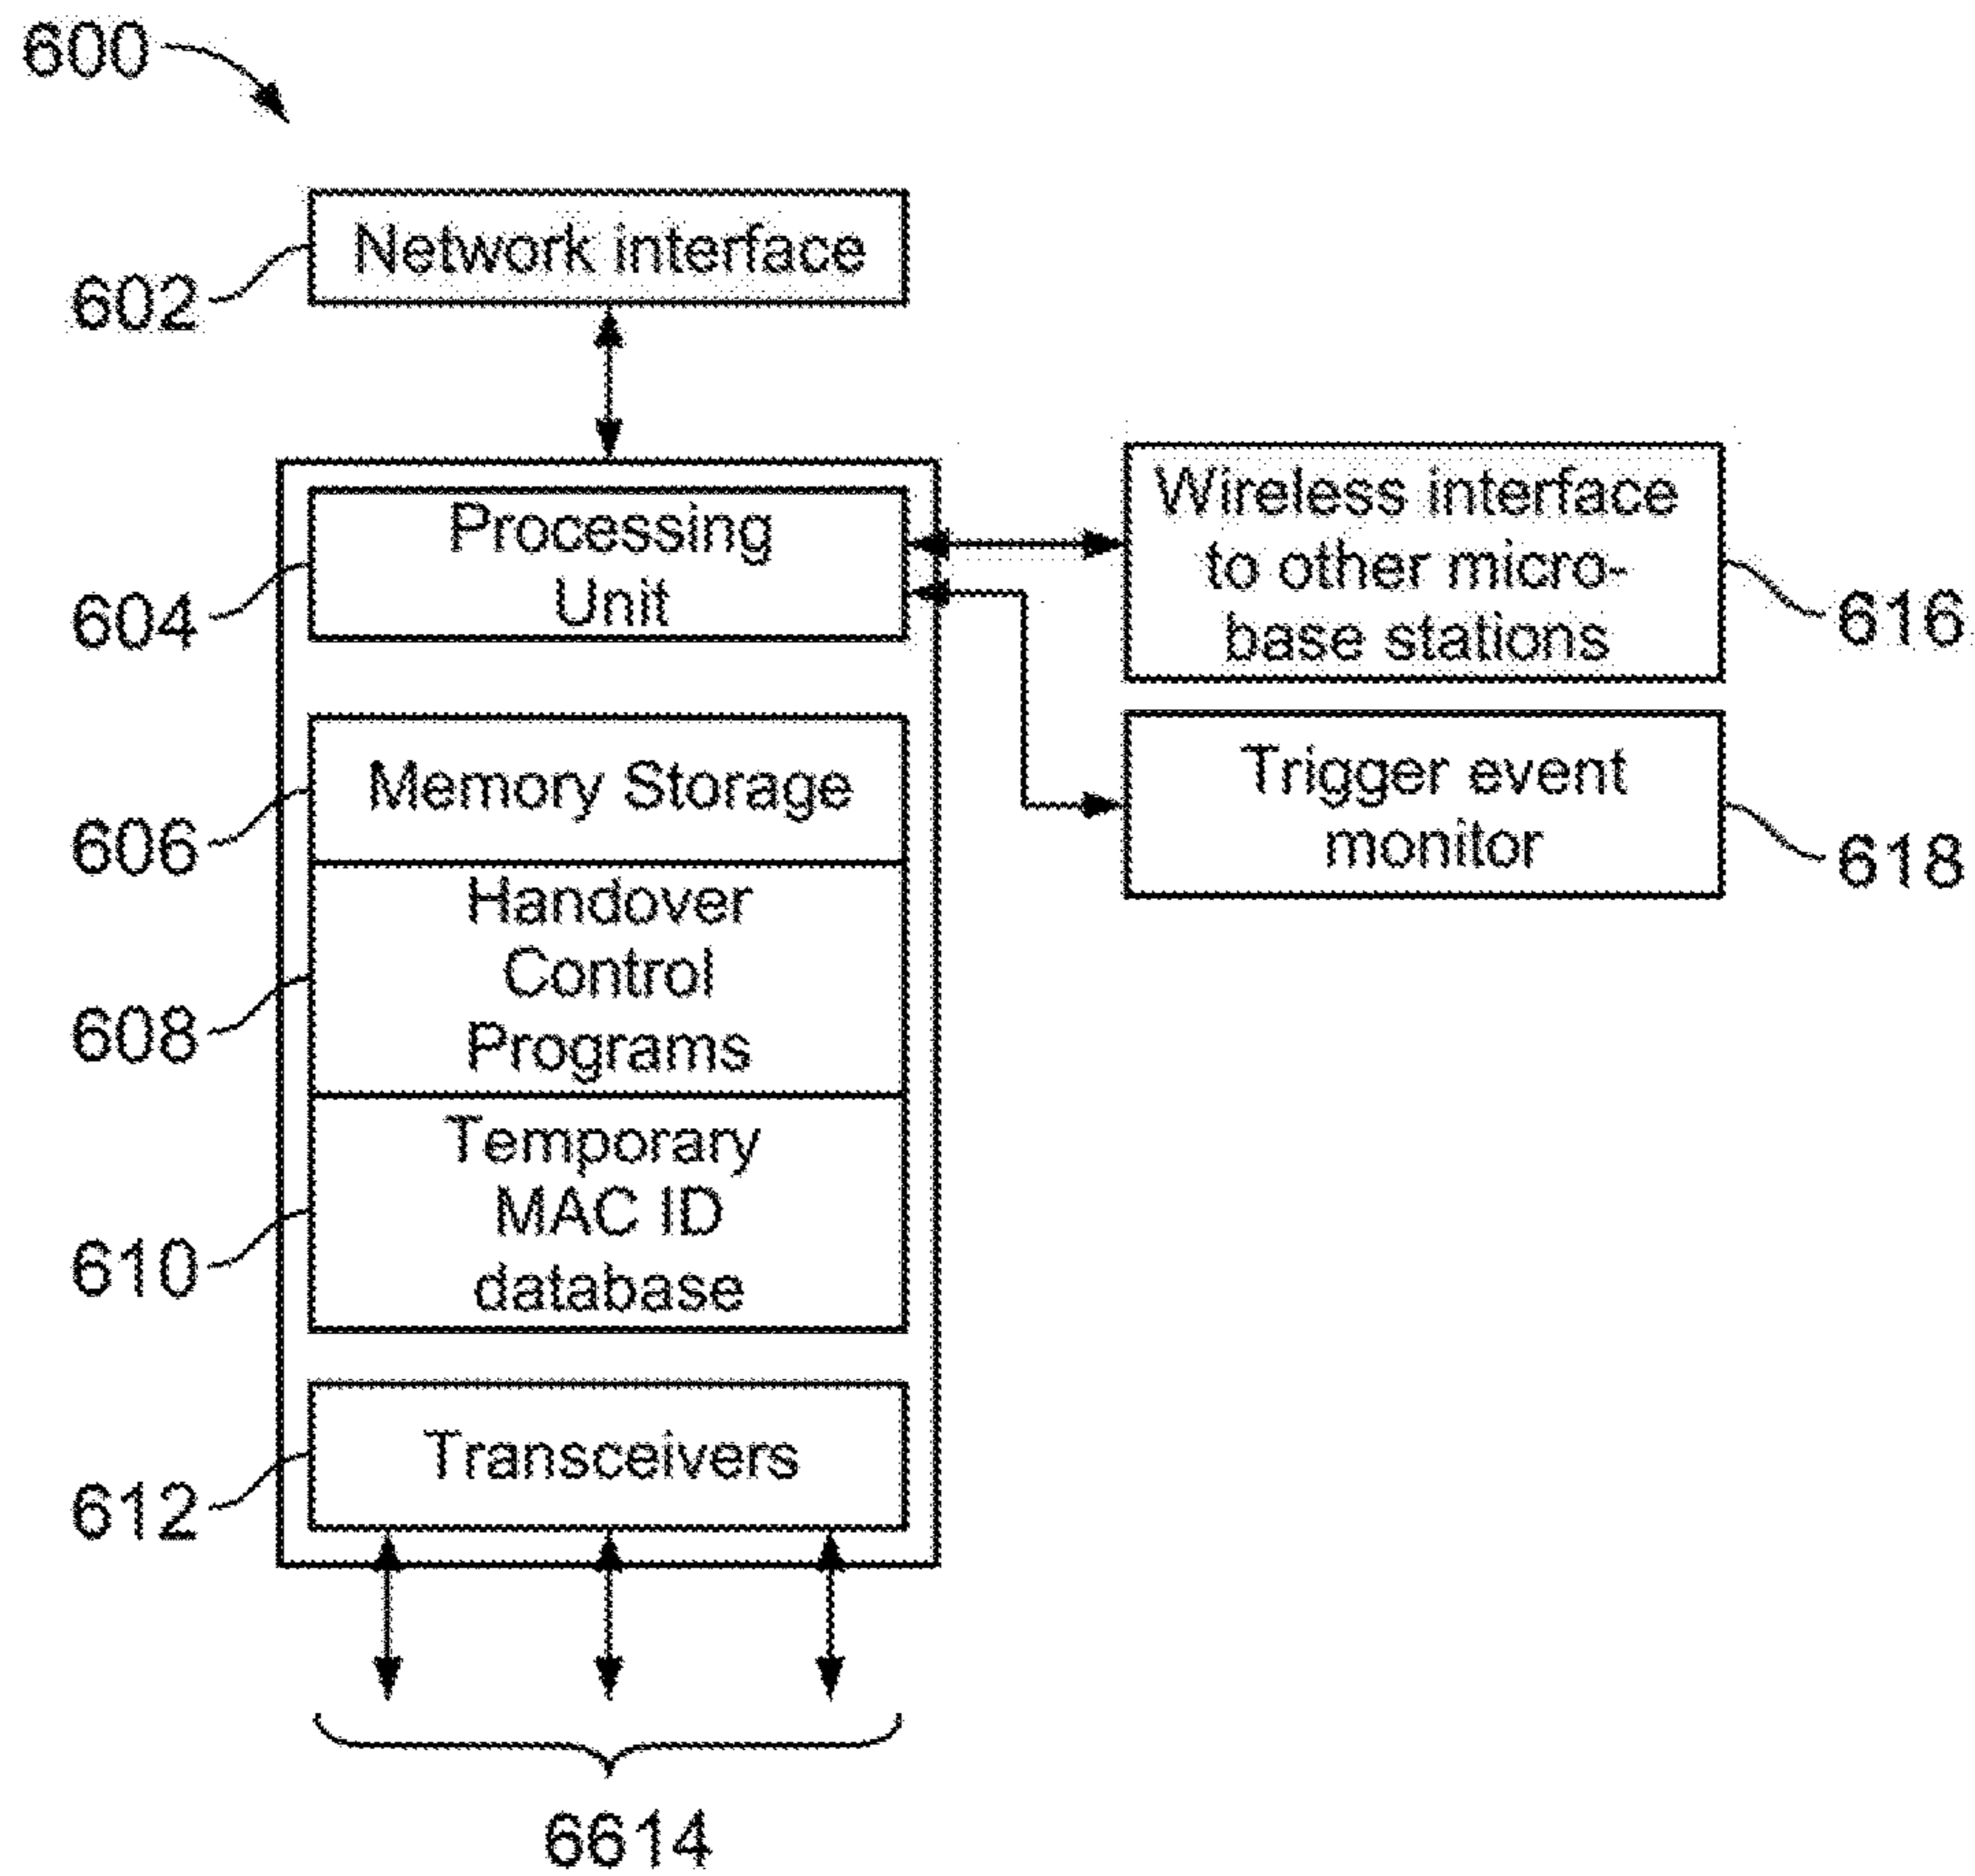 600
Network interface
602
Processing
Unit
604
Wireless interface
to other micro-
base stations
616
Memory Storage
606
Trigger event
monitor
618
Handover
Control
Programs
608
Temporary
MAC ID
database
610
Transceivers
612
6614